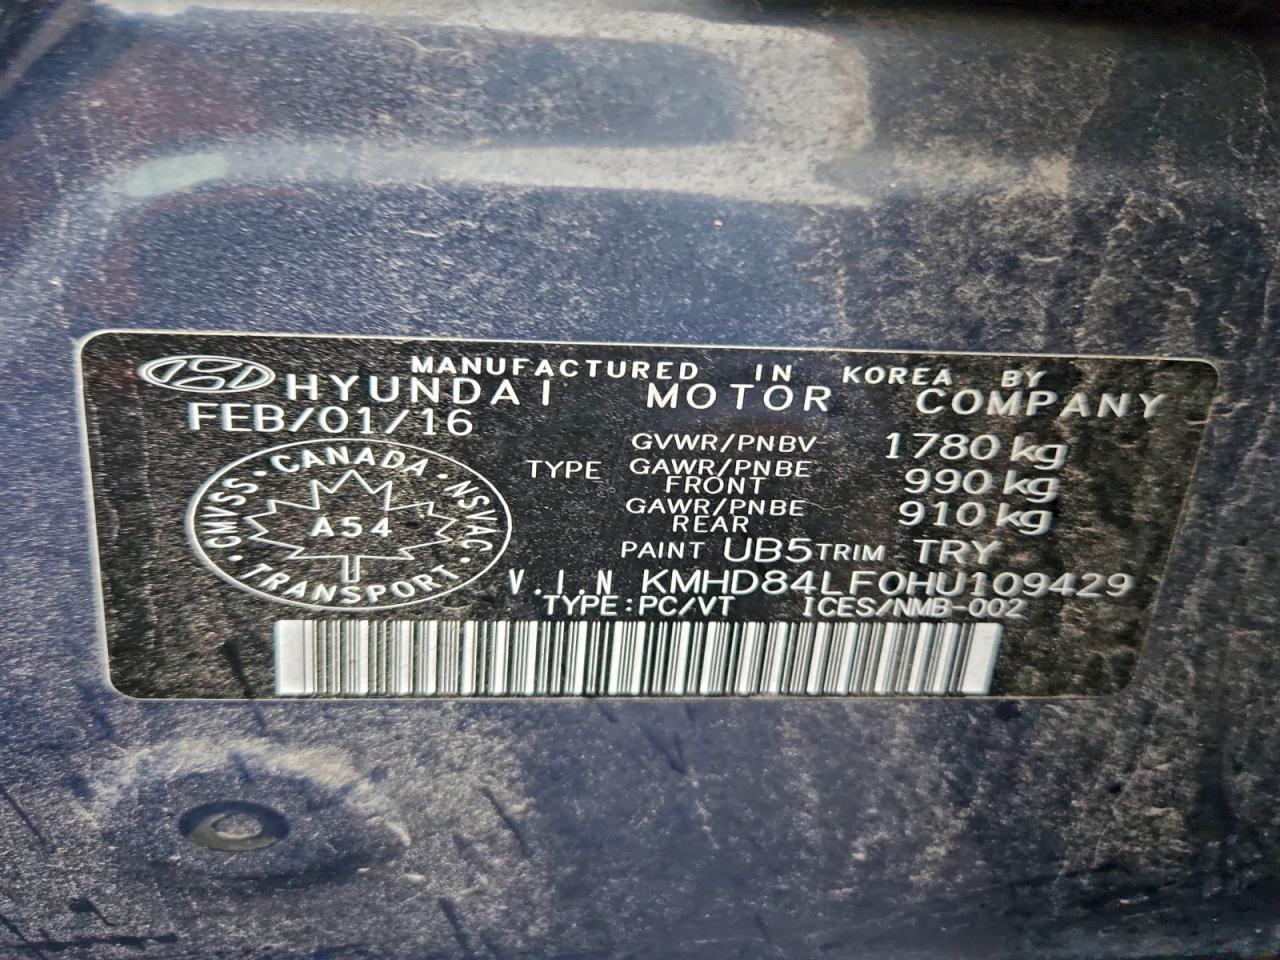 MANUFACTURED IN KOREA BY
HYUNDAI MOTOR COMPANY
FEB/01/16
GVWR/PNBV 1780 kg
TYPE GAWR/PNBE FRONT 990 kg
GAWR/PNBE REAR 910 kg
CANADA · NSVAC · TRANSPORT · CMVSS ·
A54
PAINT UB5 TRIM TRY
V.I.N KMHD84LF0HU109429
TYPE:PC/VT ICES/NMB-002